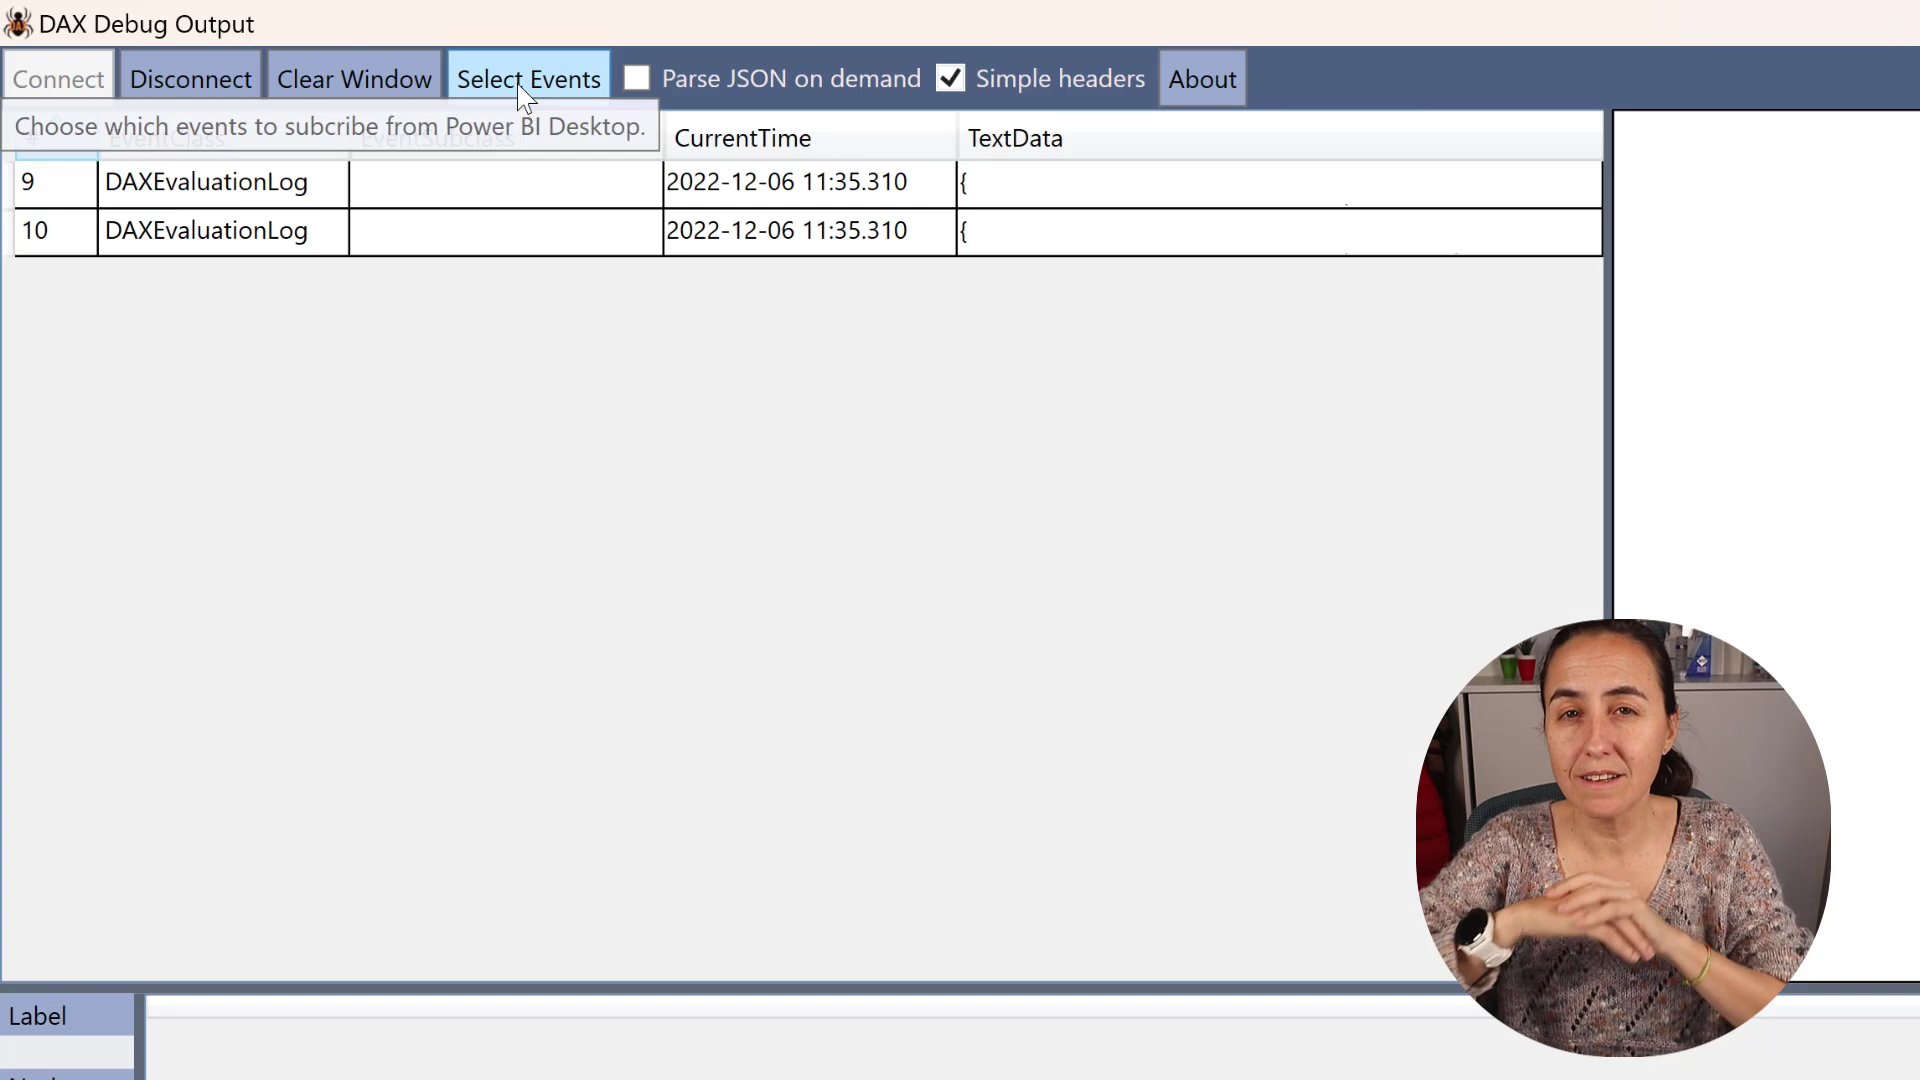 DAX Debug Output
Connect Disconnect Clear Window Select Events Parse JSON on demand Simple headers About
Choose which events to subcribe from Power BI Desktop.
# EventClass EventSubclass CurrentTime TextData
9 DAXEvaluationLog 2022-12-06 11:35.310 {
10 DAXEvaluationLog 2022-12-06 11:35.310 {
Label